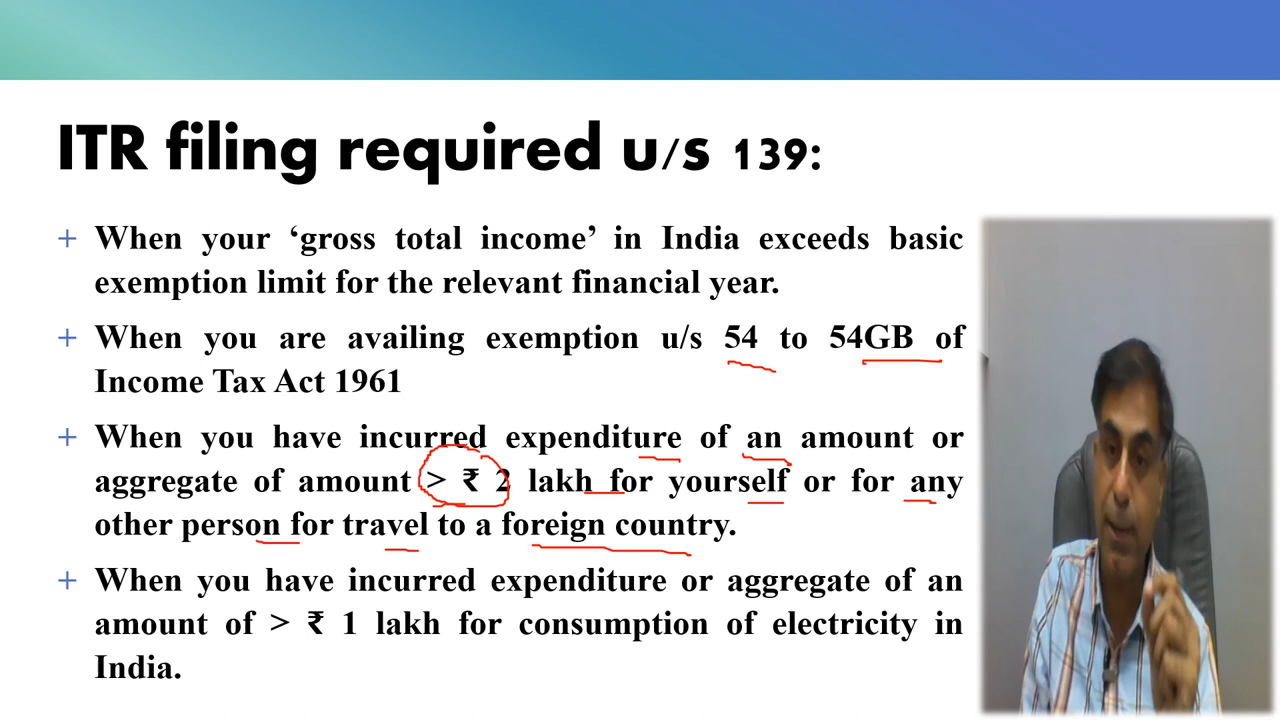 ITR filing required u/s 139:
+ When your ‘gross total income’ in India exceeds basic
exemption limit for the relevant financial year.
+ When you are availing exemption u/s 54 to 54GB of
Income Tax Act 1961
+ When you have incurred expenditure of an amount or
aggregate of amount > ₹ 2 lakh for yourself or for any
other person for travel to a foreign country.
+ When you have incurred expenditure or aggregate of an
amount of > ₹ 1 lakh for consumption of electricity in
India.